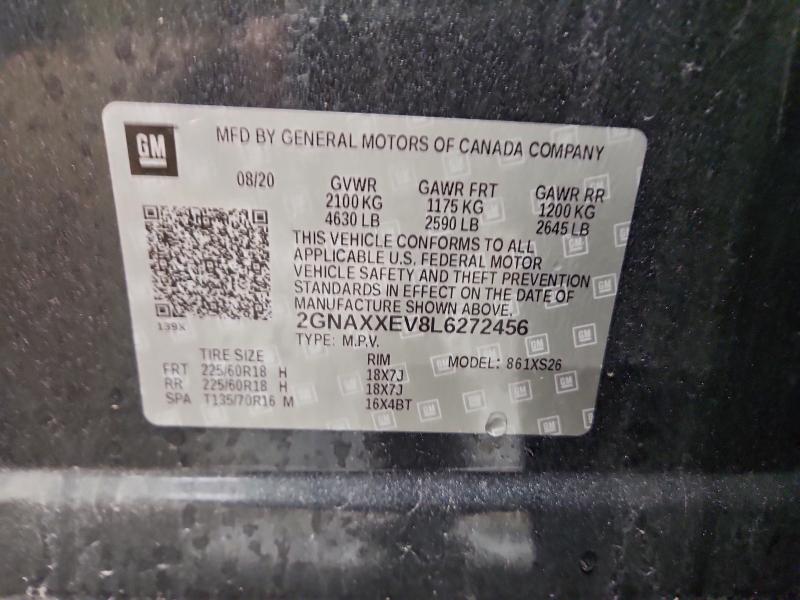 GM MFD BY GENERAL MOTORS OF CANADA COMPANY
08/20 GVWR GAWR FRT GAWR RR
2100 KG 1175 KG 1200 KG
4630 LB 2590 LB 2645 LB
THIS VEHICLE CONFORMS TO ALL
APPLICABLE U.S. FEDERAL MOTOR
VEHICLE SAFETY AND THEFT PREVENTION
STANDARDS IN EFFECT ON THE DATE OF
MANUFACTURE SHOWN ABOVE.
139X 2GNAXXEV8L6272456
TYPE: M.P.V.
TIRE SIZE RIM MODEL: 861XS26
FRT 225/60R18 H 18X7J
RR 225/60R18 H 18X7J
SPA T135/70R16 M 16X4BT